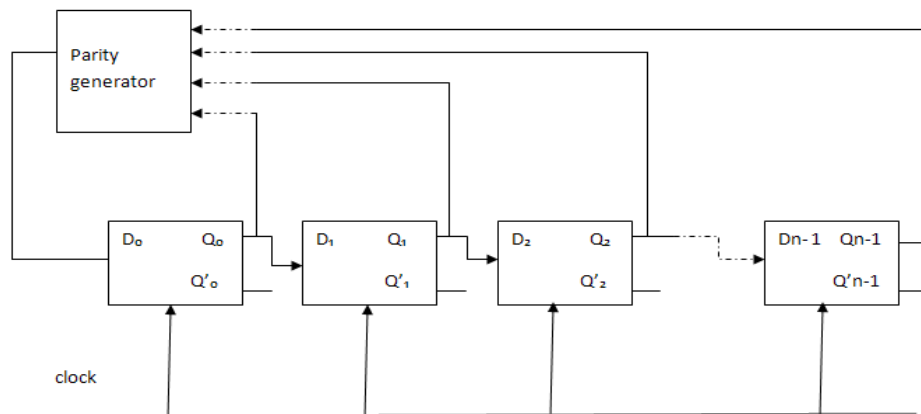 Parity
generator
D₀ Q₀
Q'₀
D₁ Q₁
Q'₁
D₂ Q₂
Q'₂
Dn-1 Qn-1
Q'n-1
clock